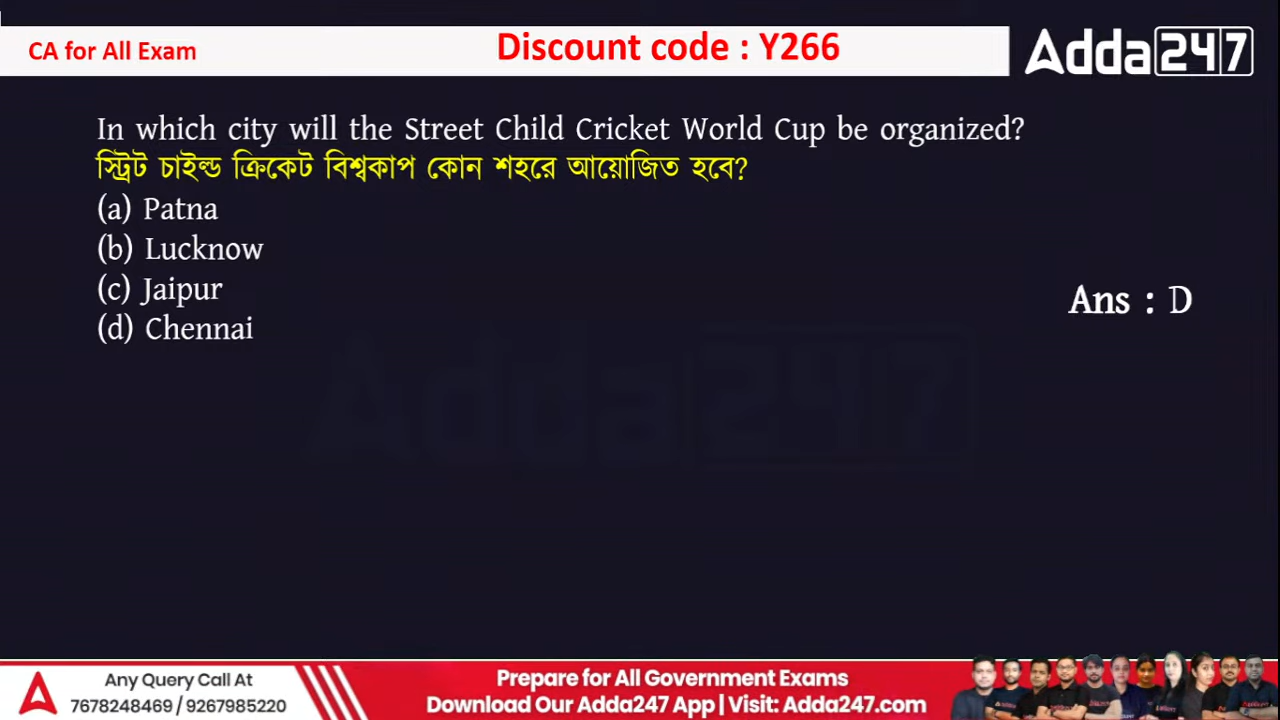 CA for All Exam
Discount code : Y266
Adda247
In which city will the Street Child Cricket World Cup be organized?
স্ট্রিট চাইল্ড ক্রিকেট বিশ্বকাপ কোন শহরে আয়োজিত হবে?
(a) Patna
(b) Lucknow
(c) Jaipur
(d) Chennai
Ans : D
Adda247
Any Query Call At
7678248469 / 9267985220
Prepare for All Government Exams
Download Our Adda247 App | Visit: Adda247.com